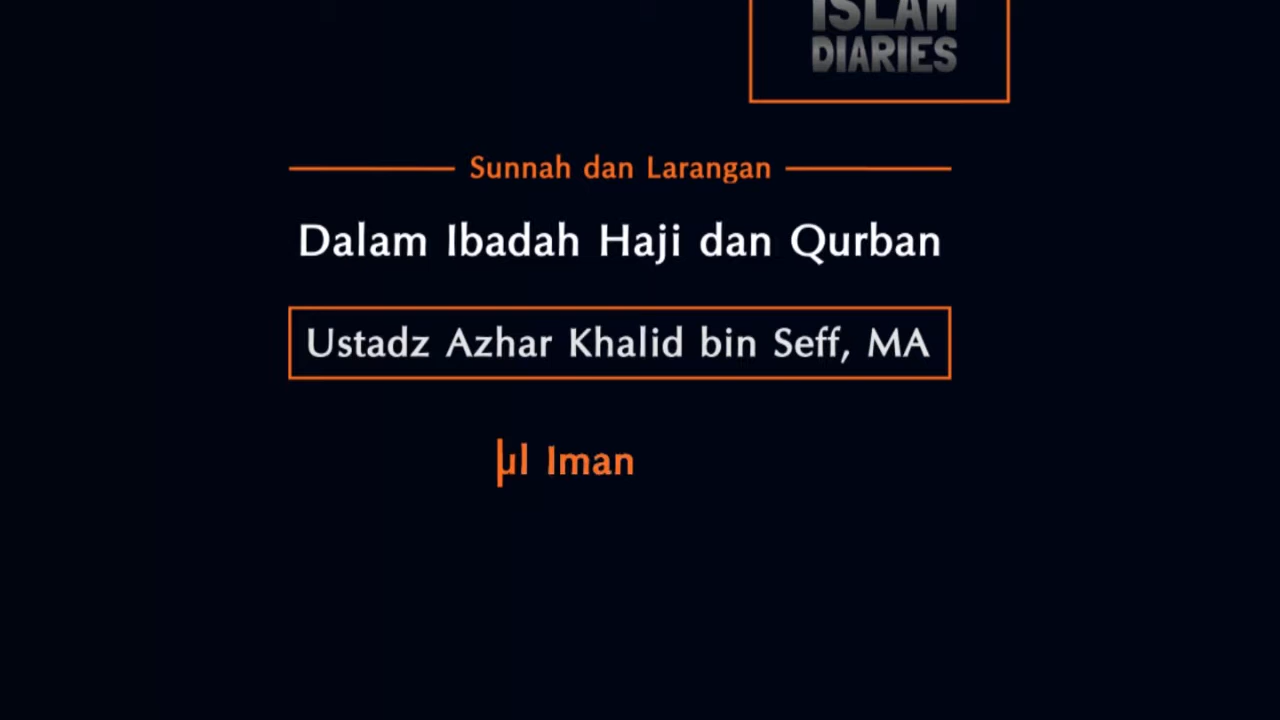 ISLAM
DIARIES
Sunnah dan Larangan
Dalam Ibadah Haji dan Qurban
Ustadz Azhar Khalid bin Seff, MA
Iman